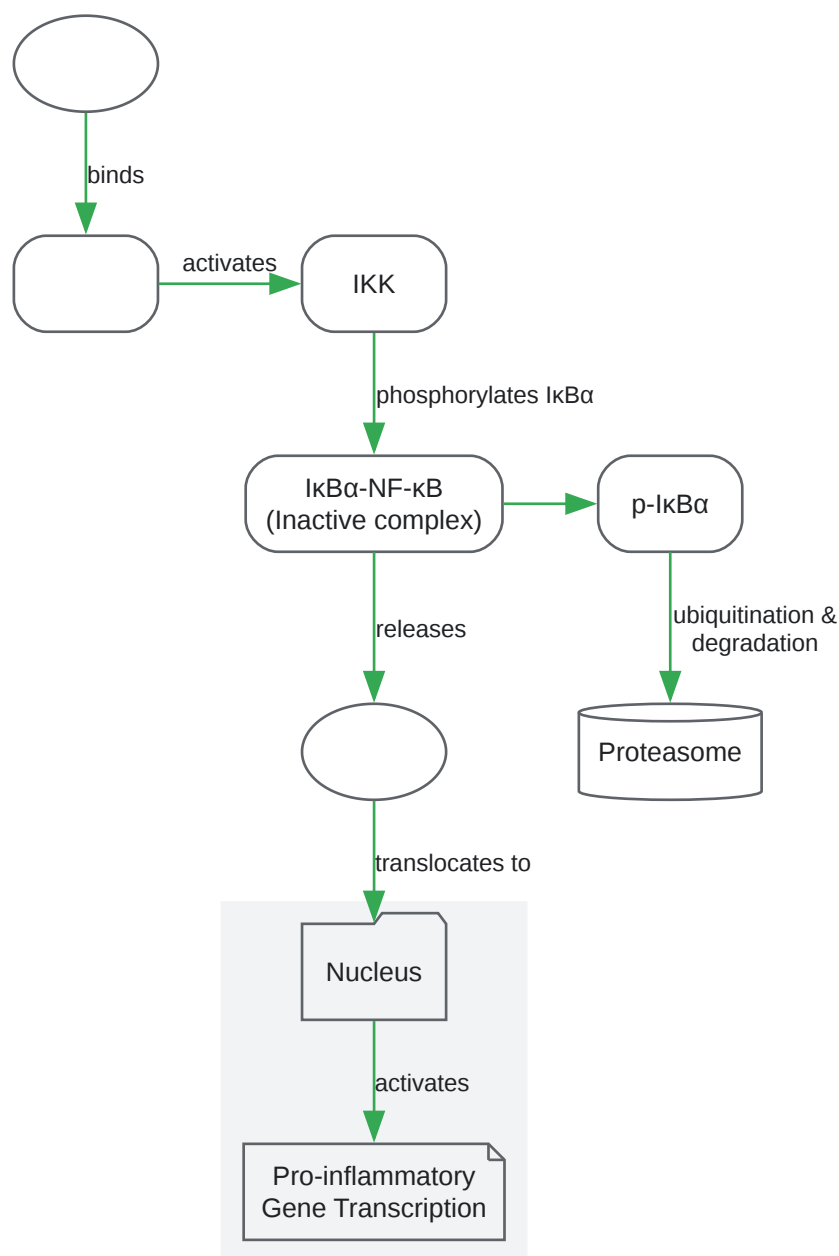 binds
activates
IKK
phosphorylates IκBα
IκBα-NF-κB
(Inactive complex)
p-IκBα
releases
ubiquitination &
degradation
Proteasome
translocates to
Nucleus
activates
Pro-inflammatory
Gene Transcription